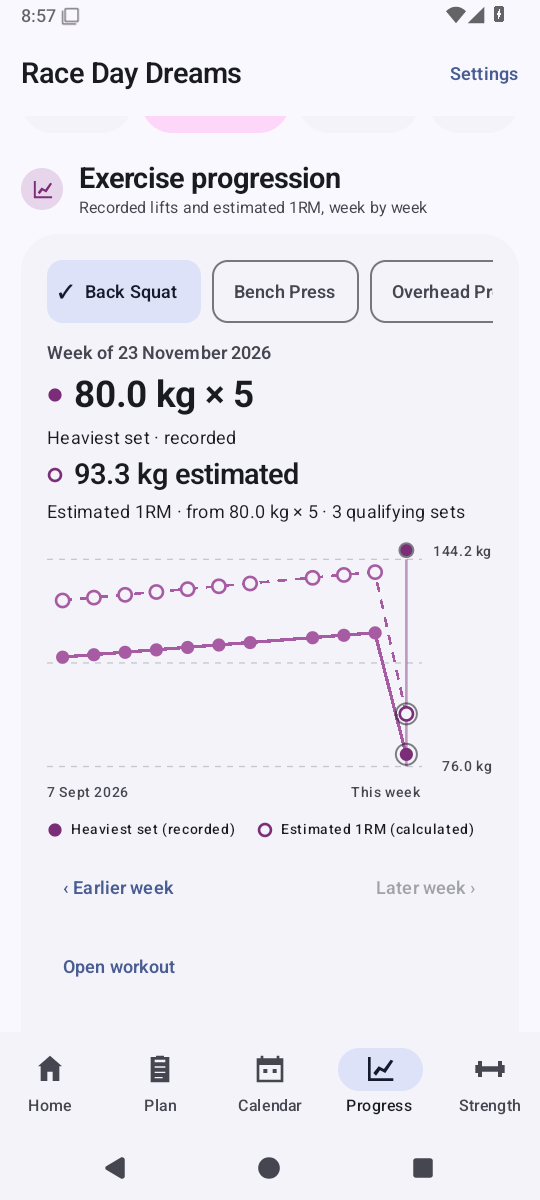 8:57
Race Day Dreams
Settings
Exercise progression
Recorded lifts and estimated 1RM, week by week
✓ Back Squat
Bench Press
Overhead Pr
Week of 23 November 2026
80.0 kg × 5
Heaviest set · recorded
93.3 kg estimated
Estimated 1RM · from 80.0 kg × 5 · 3 qualifying sets
144.2 kg
76.0 kg
7 Sept 2026
This week
Heaviest set (recorded)
Estimated 1RM (calculated)
‹ Earlier week
Later week ›
Open workout
Home
Plan
Calendar
Progress
Strength